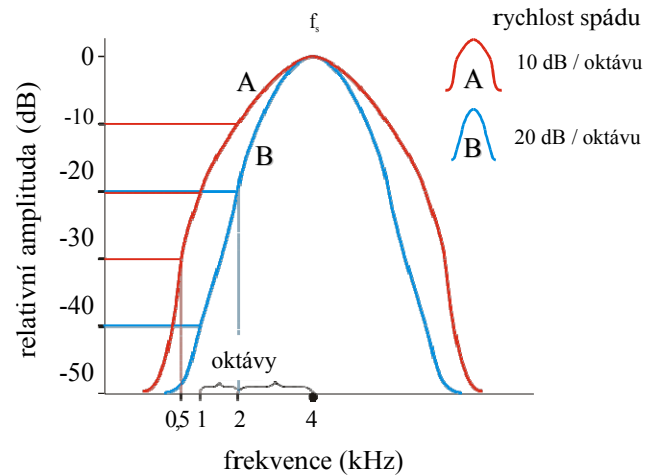 f_s
rychlost spádu
A 10 dB / oktávu
B 20 dB / oktávu
relativní amplituda (dB)
0
-10
-20
-30
-40
-50
A
B
oktávy
0,5 1 2 4
frekvence (kHz)